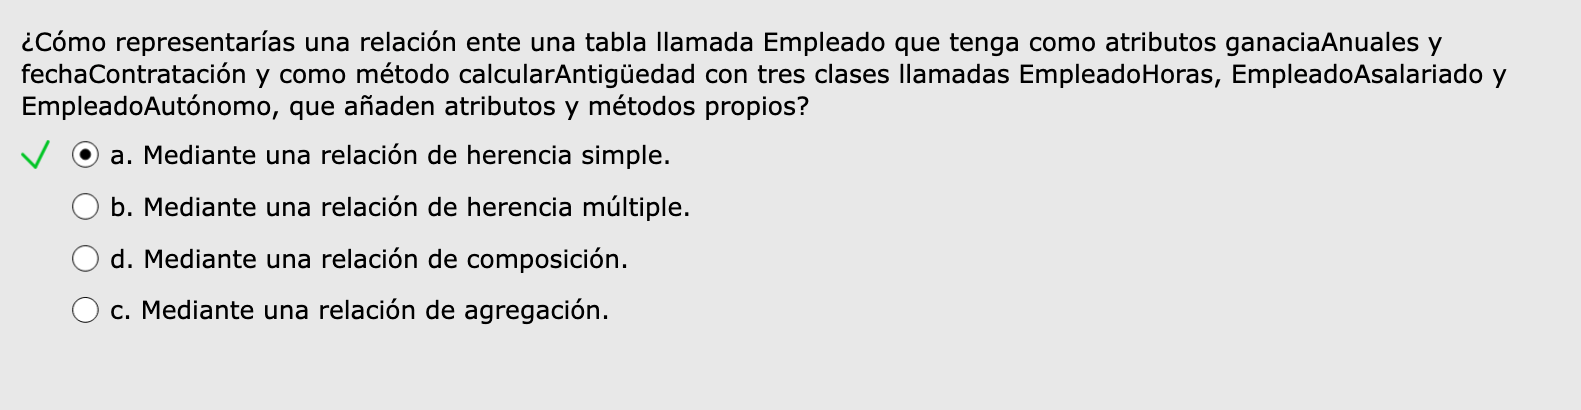 ¿Cómo representarías una relación ente una tabla llamada Empleado que tenga como atributos ganaciaAnuales y
fechaContratación y como método calcularAntigüedad con tres clases llamadas EmpleadoHoras, EmpleadoAsalariado y
EmpleadoAutónomo, que añaden atributos y métodos propios?
a. Mediante una relación de herencia simple.
b. Mediante una relación de herencia múltiple.
d. Mediante una relación de composición.
c. Mediante una relación de agregación.